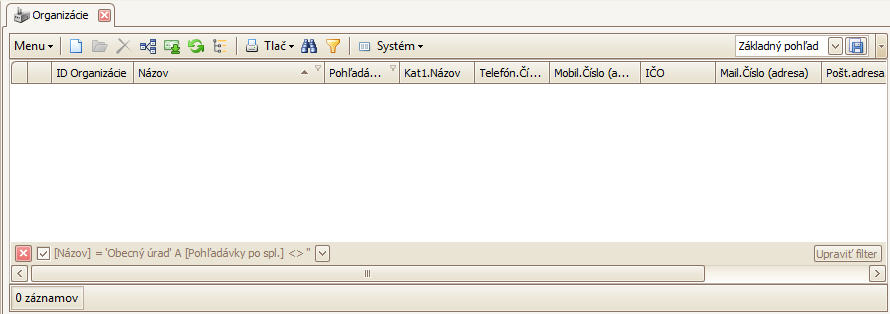 Organizácie
Menu Tlač Systém Základný pohľad
ID Organizácie Názov Pohľadá... Kat1.Názov Telefón.Čí... Mobil.Číslo (a... IČO Mail.Číslo (adresa) Pošt.adresa
[Názov] = 'Obecný úrad' A [Pohľadávky po spl.] <> '' Upraviť filter
0 záznamov